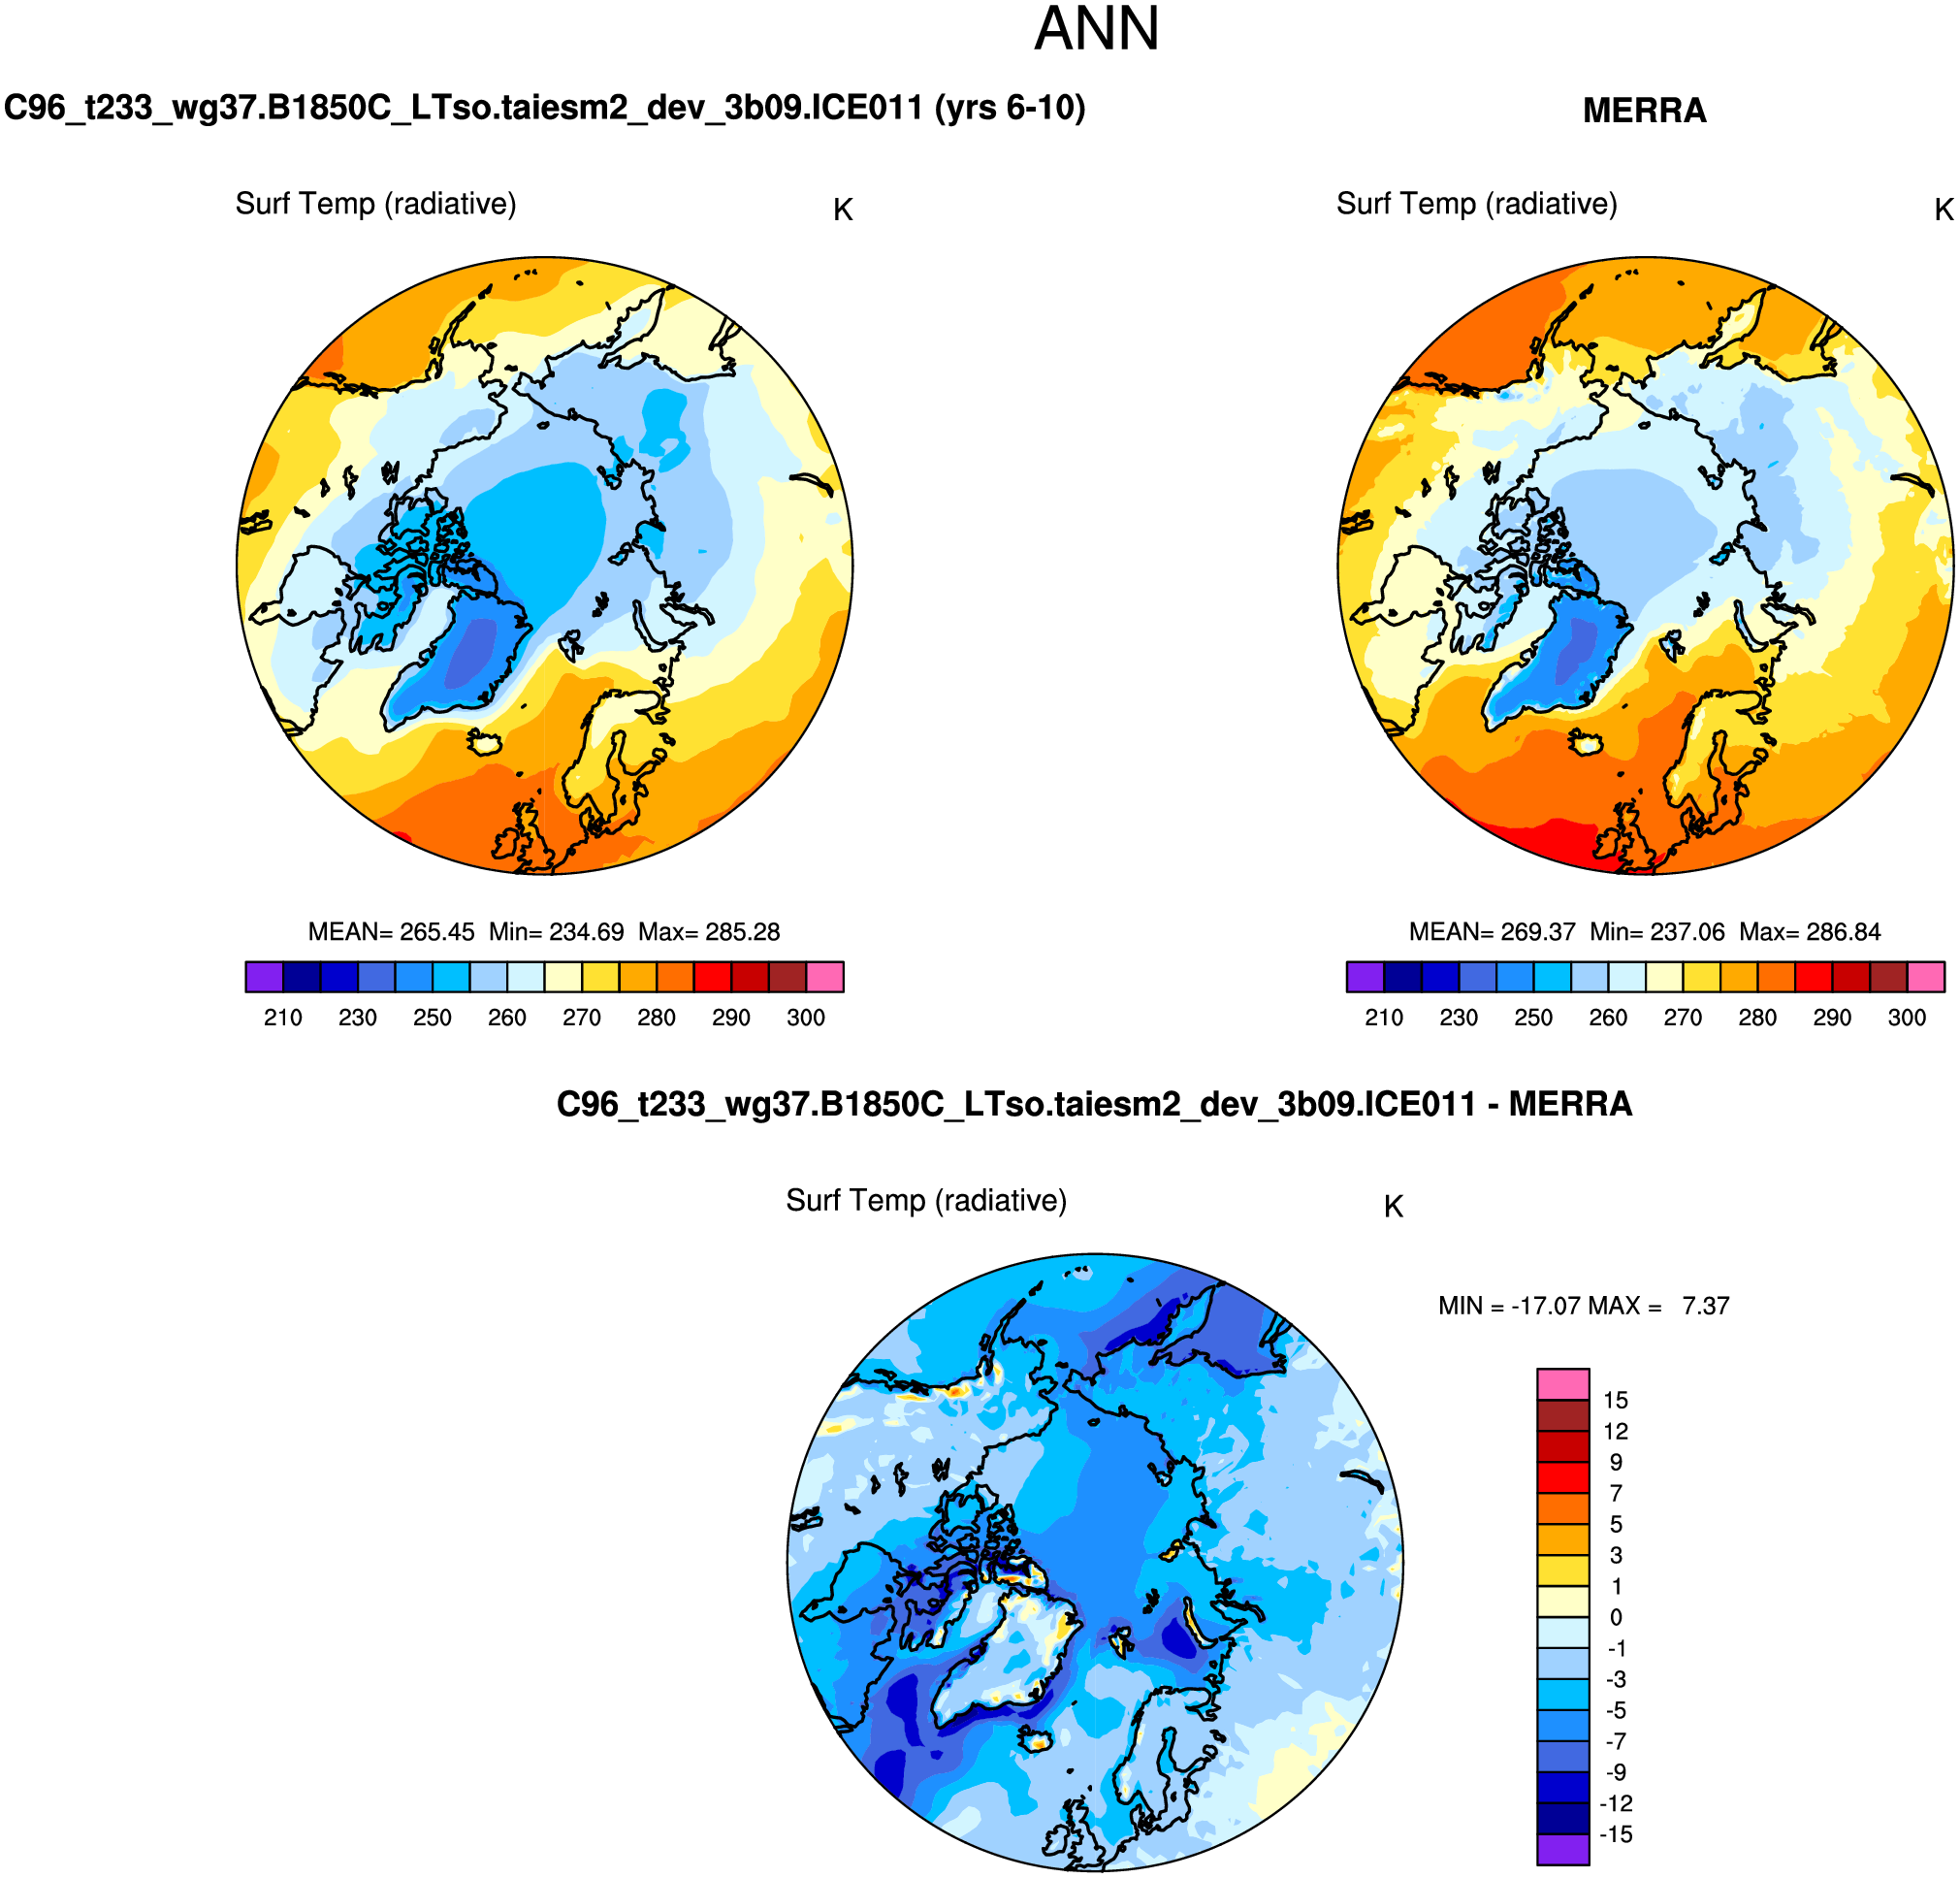 ANN
C96_t233_wg37.B1850C_LTso.taiesm2_dev_3b09.ICE011 (yrs 6-10)
MERRA
Surf Temp (radiative) K
Surf Temp (radiative) K
MEAN= 265.45 Min= 234.69 Max= 285.28
MEAN= 269.37 Min= 237.06 Max= 286.84
210 230 250 260 270 280 290 300
210 230 250 260 270 280 290 300
C96_t233_wg37.B1850C_LTso.taiesm2_dev_3b09.ICE011 - MERRA
Surf Temp (radiative) K
MIN = -17.07 MAX = 7.37
15
12
9
7
5
3
1
0
-1
-3
-5
-7
-9
-12
-15